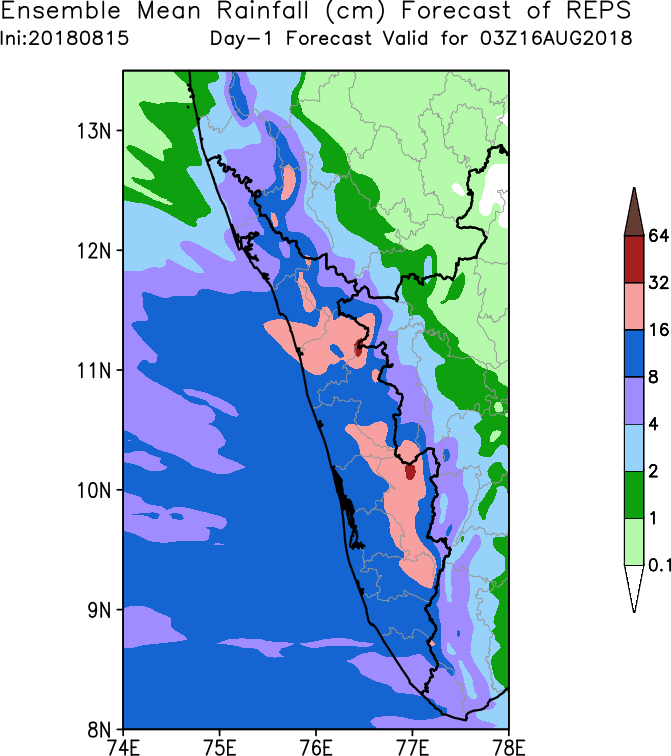 Ensemble Mean Rainfall (cm) Forecast of REPS
Ini:20180815 Day-1 Forecast Valid for 03Z16AUG2018
13N
12N
11N
10N
9N
8N
74E 75E 76E 77E 78E
64
32
16
8
4
2
1
0.1